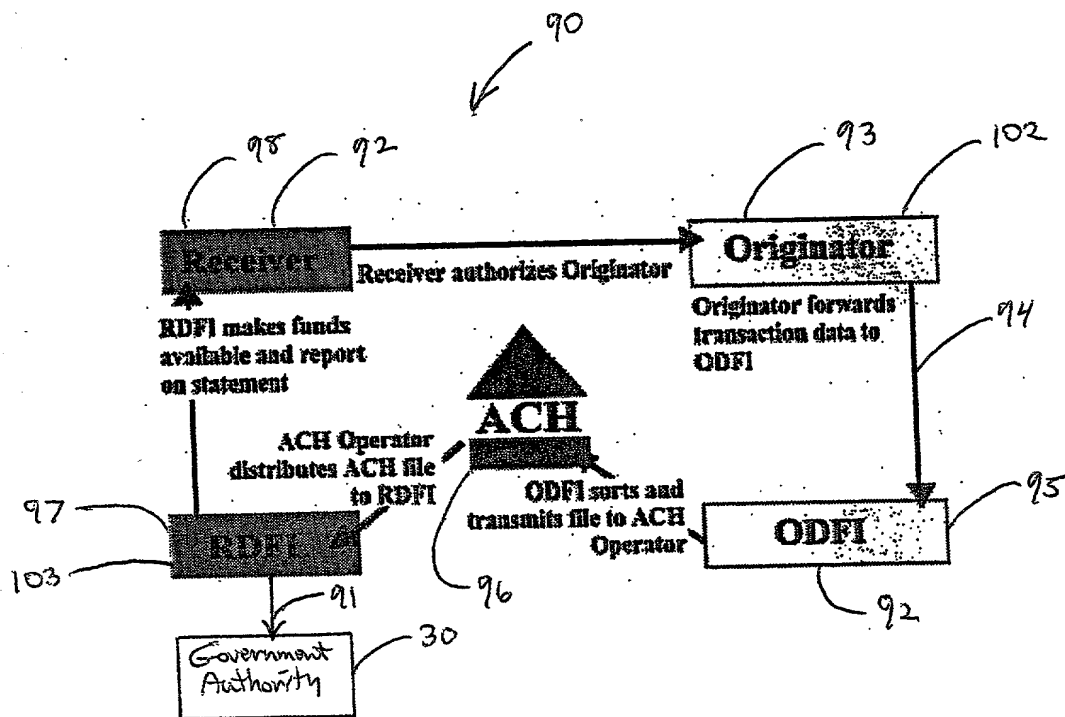 90
98
92
93
102
Receiver
Originator
Receiver authorizes Originator
RDFI makes funds
available and report
on statement
Originator forwards
transaction data to
ODFI
94
ACH
ACH Operator
distributes ACH file
to RDFI
ODFI sorts and
transmits file to ACH
Operator
97
RDFI
103
96
ODFI
95
92
91
30
Government
Authority